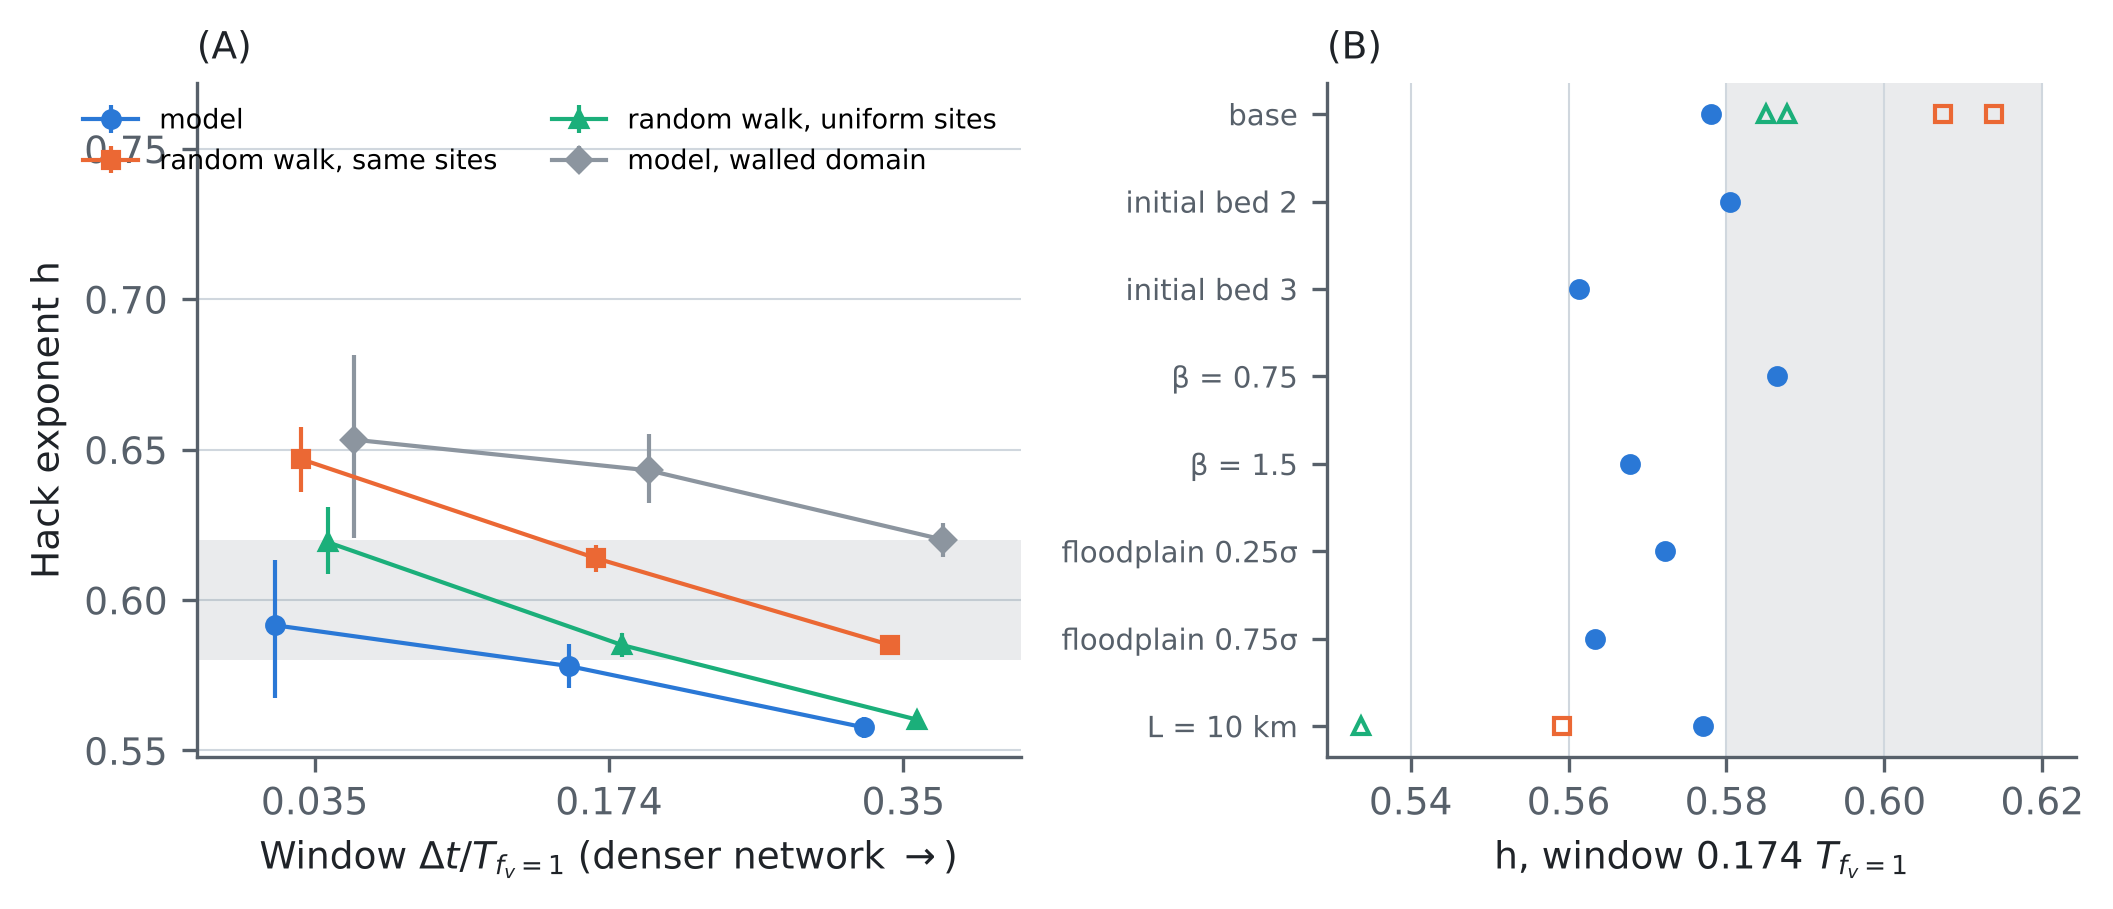 (A)
model
random walk, same sites
random walk, uniform sites
model, walled domain
Hack exponent h
0.75
0.70
0.65
0.60
0.55
0.035
0.174
0.35
Window Δt/T_{f_v = 1} (denser network →)
(B)
base
initial bed 2
initial bed 3
β = 0.75
β = 1.5
floodplain 0.25σ
floodplain 0.75σ
L = 10 km
0.54
0.56
0.58
0.60
0.62
h, window 0.174 T_{f_v = 1}